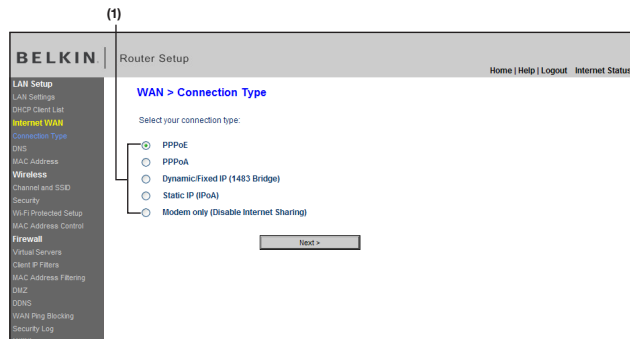 (1)
BELKIN. Router Setup
Home | Help | Logout Internet Status
LAN Setup
LAN Settings
DHCP Client List
Internet WAN
Connection Type
DNS
MAC Address
Wireless
Channel and SSID
Security
Wi-Fi Protected Setup
MAC Address Control
Firewall
Virtual Servers
Client IP Filters
MAC Address Filtering
DMZ
DDNS
WAN Ping Blocking
Security Log
WAN > Connection Type
Select your connection type:
PPPoE
PPPoA
Dynamic/Fixed IP (1483 Bridge)
Static IP (IPoA)
Modem only (Disable Internet Sharing)
Next >